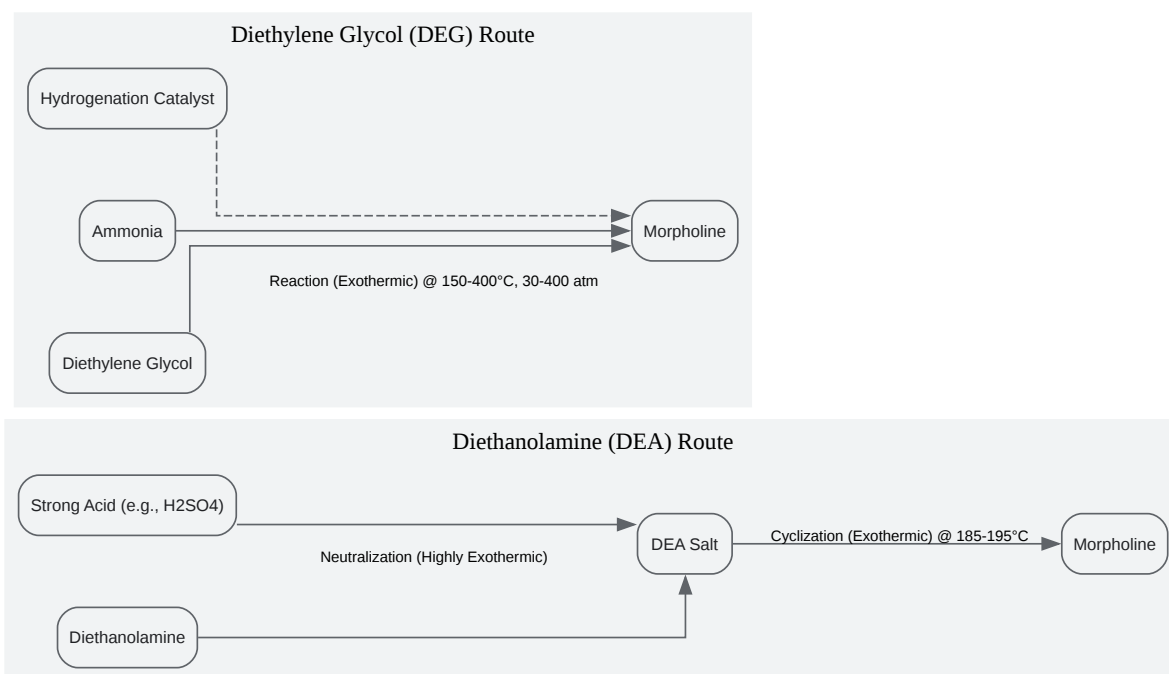 Diethylene Glycol (DEG) Route
Hydrogenation Catalyst
Ammonia
Morpholine
Reaction (Exothermic) @ 150-400°C, 30-400 atm
Diethylene Glycol
Diethanolamine (DEA) Route
Strong Acid (e.g., H2SO4)
Cyclization (Exothermic) @ 185-195°C
DEA Salt
Morpholine
Neutralization (Highly Exothermic)
Diethanolamine